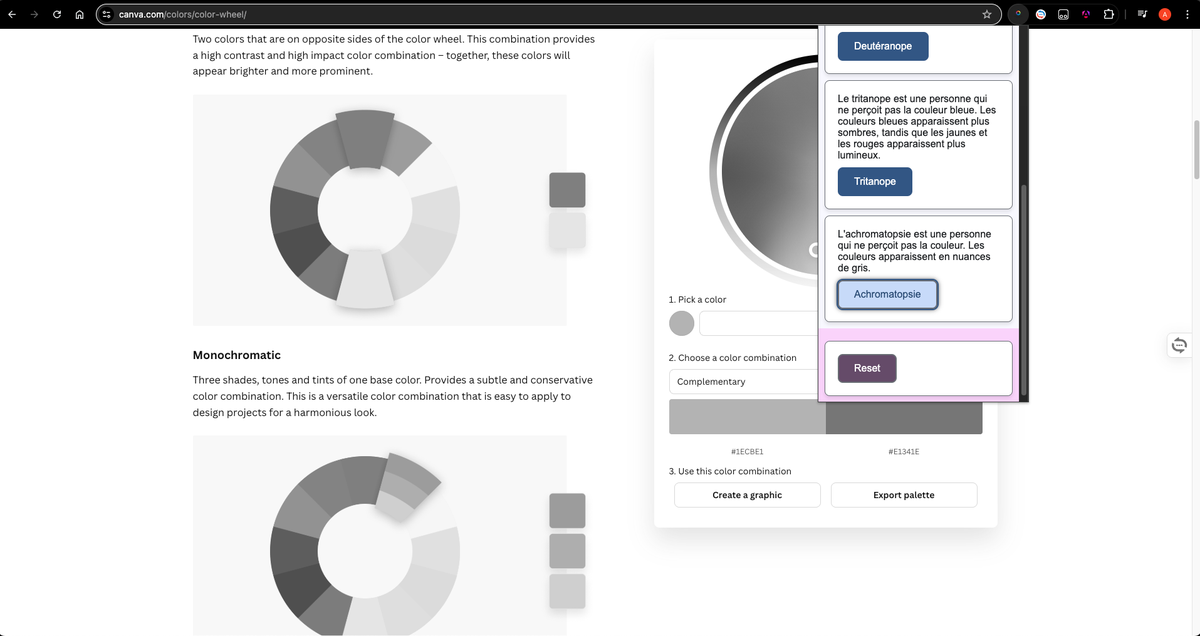 canva.com/colors/color-wheel/
A
Two colors that are on opposite sides of the color wheel. This combination provides
a high contrast and high impact color combination – together, these colors will
appear brighter and more prominent.
Monochromatic
Three shades, tones and tints of one base color. Provides a subtle and conservative
color combination. This is a versatile color combination that is easy to apply to
design projects for a harmonious look.
1. Pick a color
2. Choose a color combination
Complementary
#1ECBE1
#E1341E
3. Use this color combination
Create a graphic
Export palette
Deutéranope
Le tritanope est une personne qui
ne perçoit pas la couleur bleue. Les
couleurs bleues apparaissent plus
sombres, tandis que les jaunes et
les rouges apparaissent plus
lumineux.
Tritanope
L'achromatopsie est une personne
qui ne perçoit pas la couleur. Les
couleurs apparaissent en nuances
de gris.
Achromatopsie
Reset